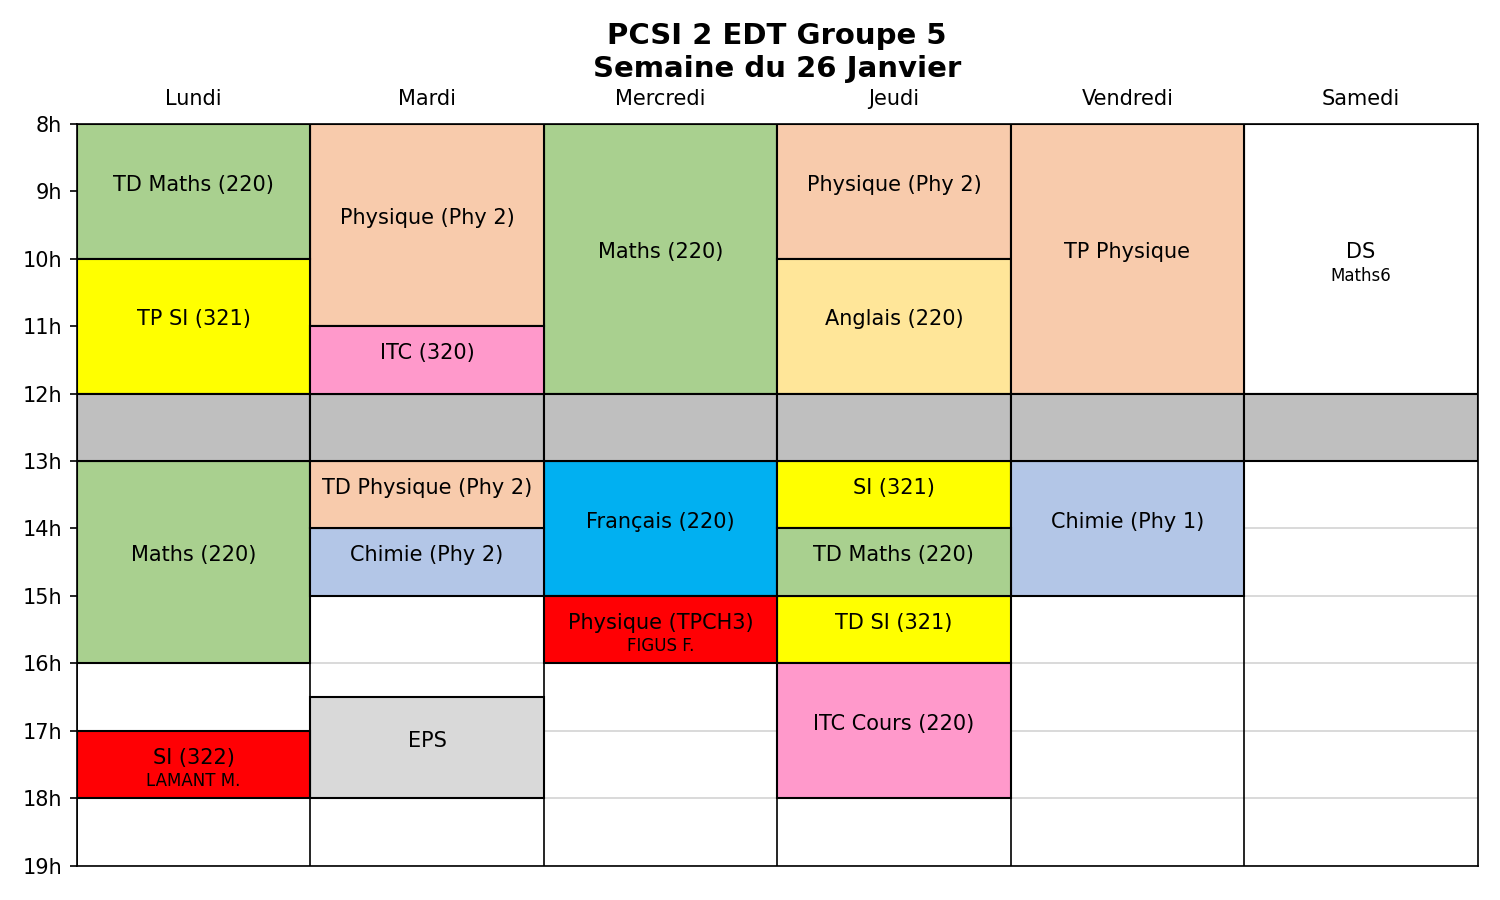 PCSI 2 EDT Groupe 5
Semaine du 26 Janvier
Lundi Mardi Mercredi Jeudi Vendredi Samedi
8h
9h
10h
11h
12h
13h
14h
15h
16h
17h
18h
19h
TD Maths (220)
TP SI (321)
Maths (220)
SI (322)
LAMANT M.
Physique (Phy 2)
ITC (320)
TD Physique (Phy 2)
Chimie (Phy 2)
EPS
Maths (220)
Français (220)
Physique (TPCH3)
FIGUS F.
Physique (Phy 2)
Anglais (220)
SI (321)
TD Maths (220)
TD SI (321)
ITC Cours (220)
TP Physique
Chimie (Phy 1)
DS
Maths6